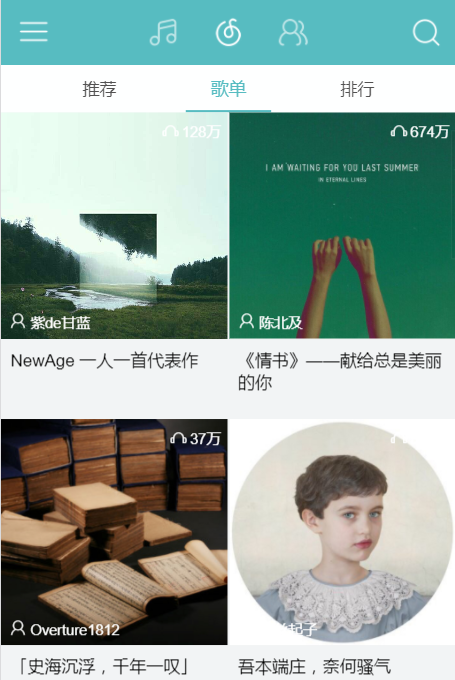 推荐
歌单
排行
128万
674万
I AM WAITING FOR YOU LAST SUMMER
IN ETERNAL LINES
紫de甘蓝
陈北及
NewAge 一人一首代表作
《情书》——献给总是美丽
的你
37万
Overture1812
起子
「史海沉浮，千年一叹」
吾本端庄，奈何骚气